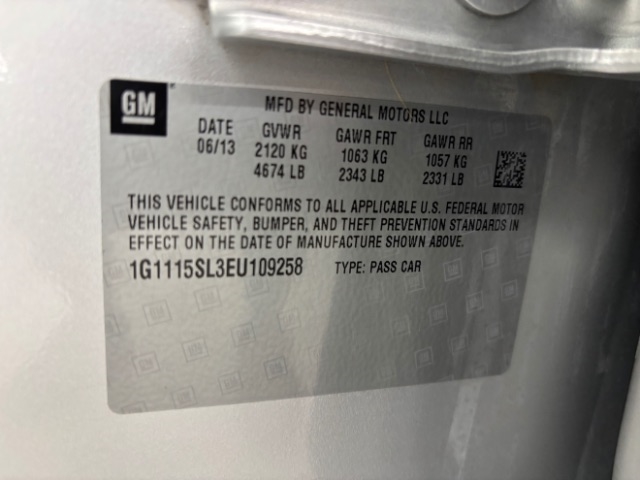 GM
MFD BY GENERAL MOTORS LLC
DATE GVWR GAWR FRT GAWR RR
06/13 2120 KG 1063 KG 1057 KG
4674 LB 2343 LB 2331 LB
THIS VEHICLE CONFORMS TO ALL APPLICABLE U.S. FEDERAL MOTOR
VEHICLE SAFETY, BUMPER, AND THEFT PREVENTION STANDARDS IN
EFFECT ON THE DATE OF MANUFACTURE SHOWN ABOVE.
1G1115SL3EU109258 TYPE: PASS CAR